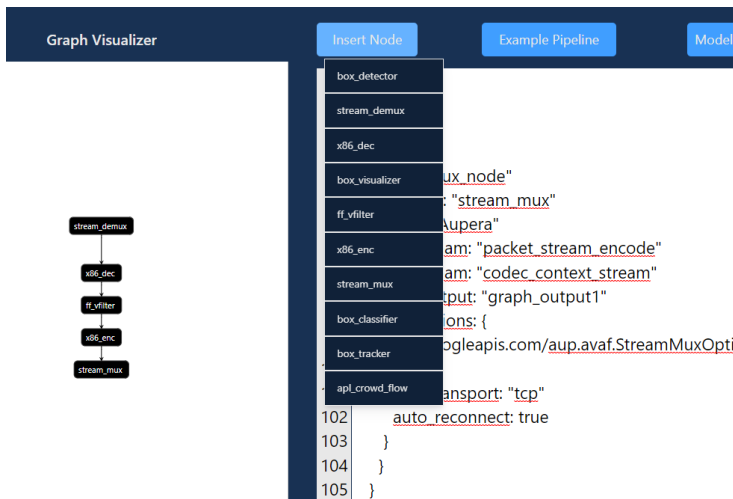 Graph Visualizer
Insert Node
Example Pipeline
Model
box_detector
stream_demux
x86_dec
box_visualizer
ff_vfilter
x86_enc
stream_mux
box_classifier
box_tracker
apl_crowd_flow
stream_demux
x86_dec
ff_vfilter
x86_enc
stream_mux
ux_node"
: "stream_mux"
Aupera"
am: "packet_stream_encode"
am: "codec_context_stream"
tput: "graph_output1"
ions: {
ogleapis.com/aup.avaf.StreamMuxOpti
ansport: "tcp"
102 auto_reconnect: true
103 }
104 }
105 }